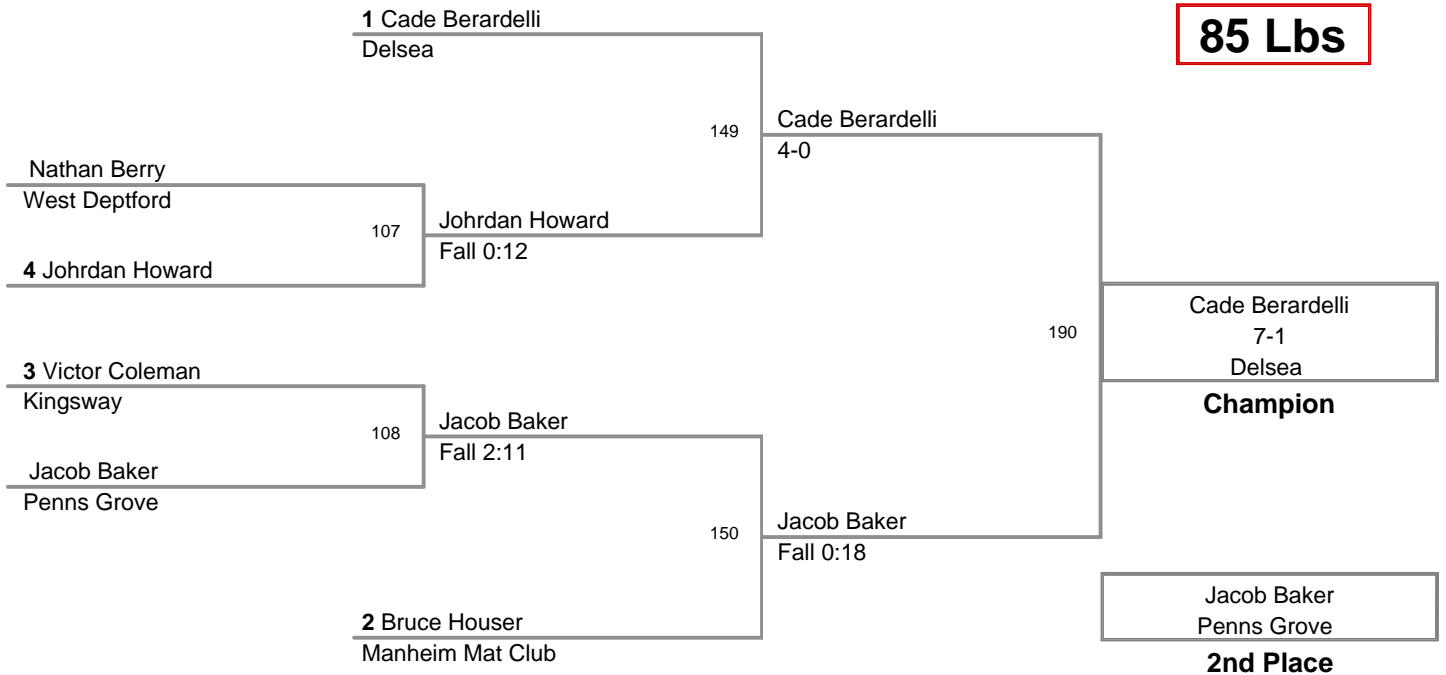 1 Cade Berardelli
Delsea
85 Lbs
149
Cade Berardelli
4-0
Nathan Berry
West Deptford
107
Johrdan Howard
Fall 0:12
4 Johrdan Howard
190
Cade Berardelli
7-1
Delsea
Champion
3 Victor Coleman
Kingsway
108
Jacob Baker
Fall 2:11
Jacob Baker
Penns Grove
150
Jacob Baker
Fall 0:18
2 Bruce Houser
Manheim Mat Club
Jacob Baker
Penns Grove
2nd Place